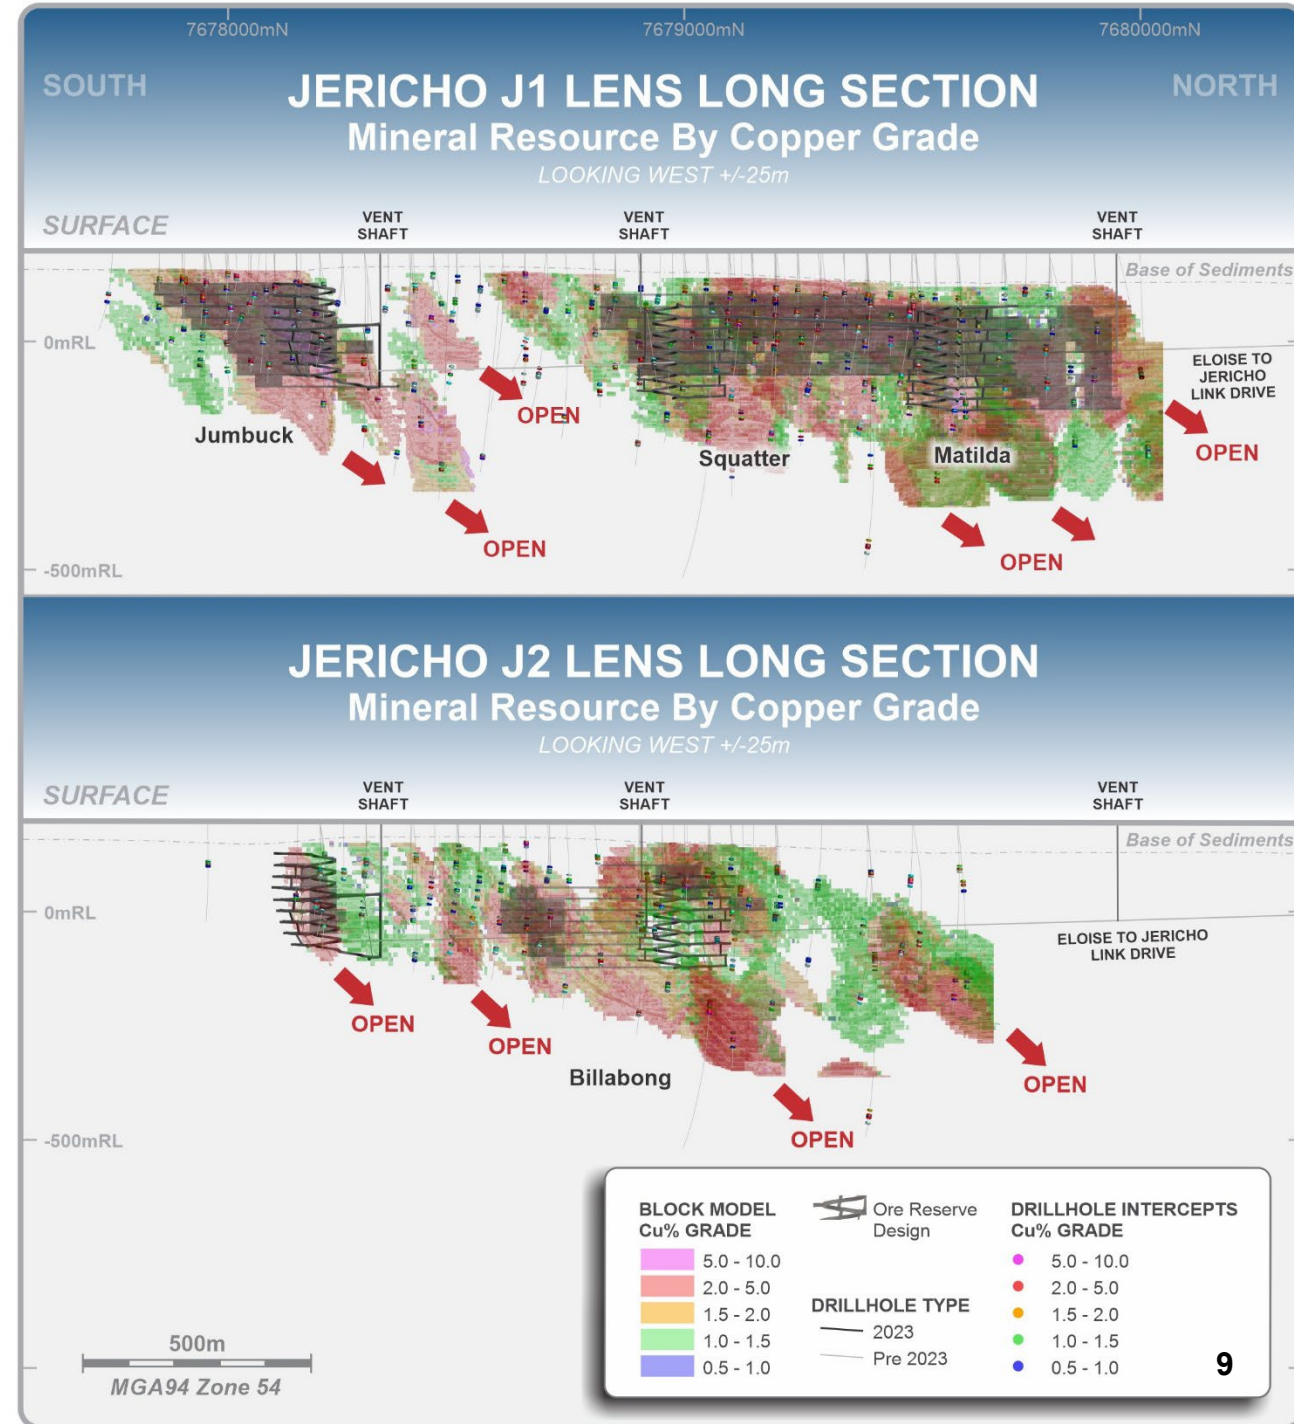 7678000mN 7679000mN 7680000mN
SOUTH NORTH
JERICHO J1 LENS LONG SECTION
Mineral Resource By Copper Grade
LOOKING WEST +/-25m
SURFACE
VENT
SHAFT
VENT
SHAFT
VENT
SHAFT
Base of Sediments
0mRL
ELOISE TO
JERICHO
LINK DRIVE
OPEN
Jumbuck
Squatter
Matilda
OPEN
OPEN
OPEN
-500mRL
JERICHO J2 LENS LONG SECTION
Mineral Resource By Copper Grade
LOOKING WEST +/-25m
SURFACE
VENT
SHAFT
VENT
SHAFT
VENT
SHAFT
Base of Sediments
0mRL
ELOISE TO JERICHO
LINK DRIVE
OPEN
OPEN
Billabong
OPEN
OPEN
-500mRL
BLOCK MODEL
Cu% GRADE
5.0 - 10.0
2.0 - 5.0
1.5 - 2.0
1.0 - 1.5
0.5 - 1.0
Ore Reserve
Design
DRILLHOLE TYPE
2023
Pre 2023
DRILLHOLE INTERCEPTS
Cu% GRADE
5.0 - 10.0
2.0 - 5.0
1.5 - 2.0
1.0 - 1.5
0.5 - 1.0
500m
MGA94 Zone 54
9